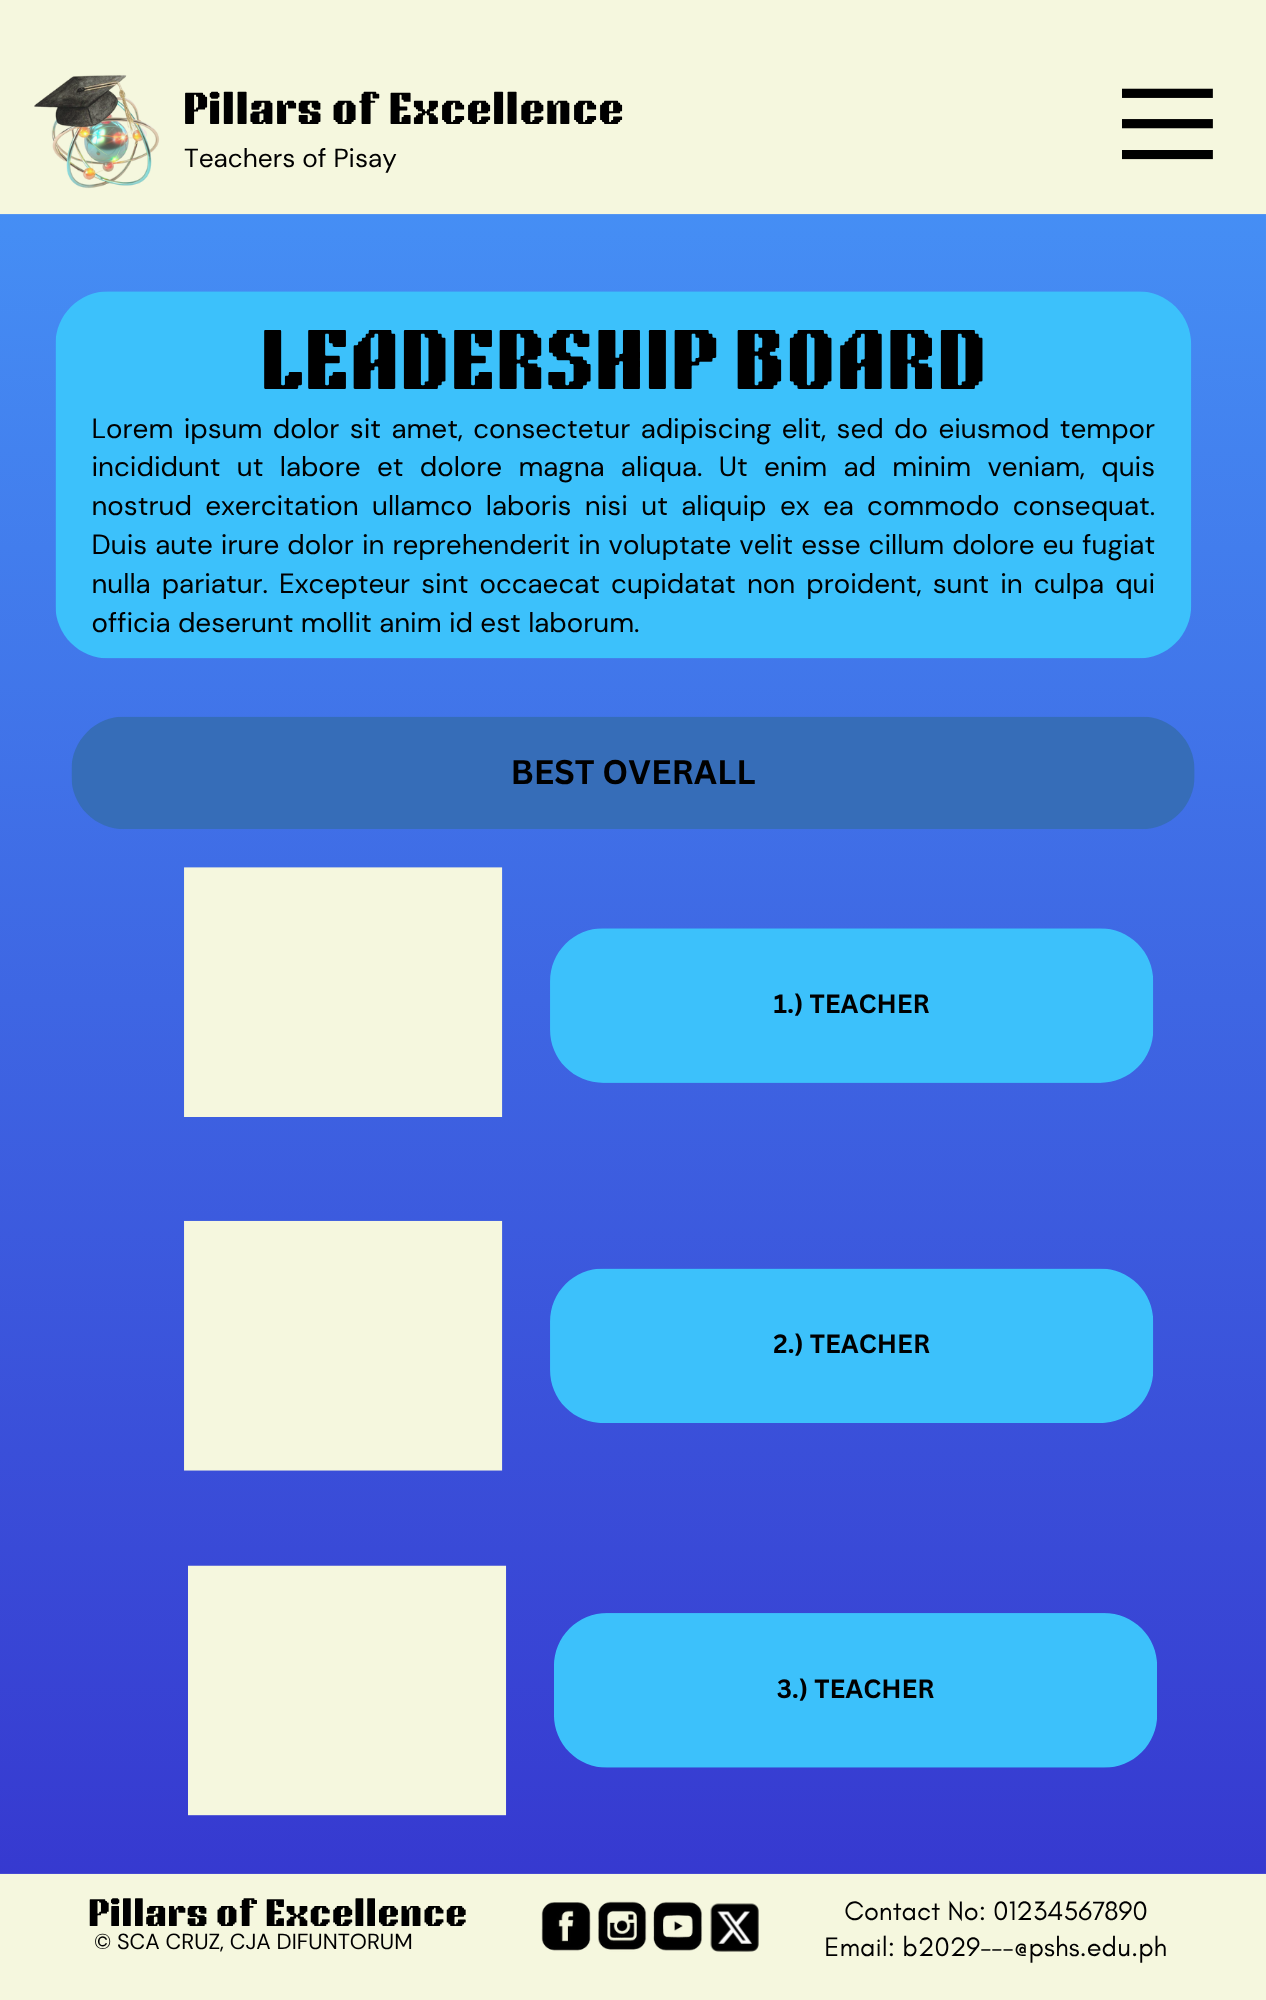 Pillars of Excellence
Teachers of Pisay
LEADERSHIP BOARD
Lorem ipsum dolor sit amet, consectetur adipiscing elit, sed do eiusmod tempor
incididunt ut labore et dolore magna aliqua. Ut enim ad minim veniam, quis
nostrud exercitation ullamco laboris nisi ut aliquip ex ea commodo consequat.
Duis aute irure dolor in reprehenderit in voluptate velit esse cillum dolore eu fugiat
nulla pariatur. Excepteur sint occaecat cupidatat non proident, sunt in culpa qui
officia deserunt mollit anim id est laborum.
BEST OVERALL
1.) TEACHER
2.) TEACHER
3.) TEACHER
Pillars of Excellence
© SCA CRUZ, CJA DIFUNTORUM
Contact No: 01234567890
Email: b2029---@pshs.edu.ph